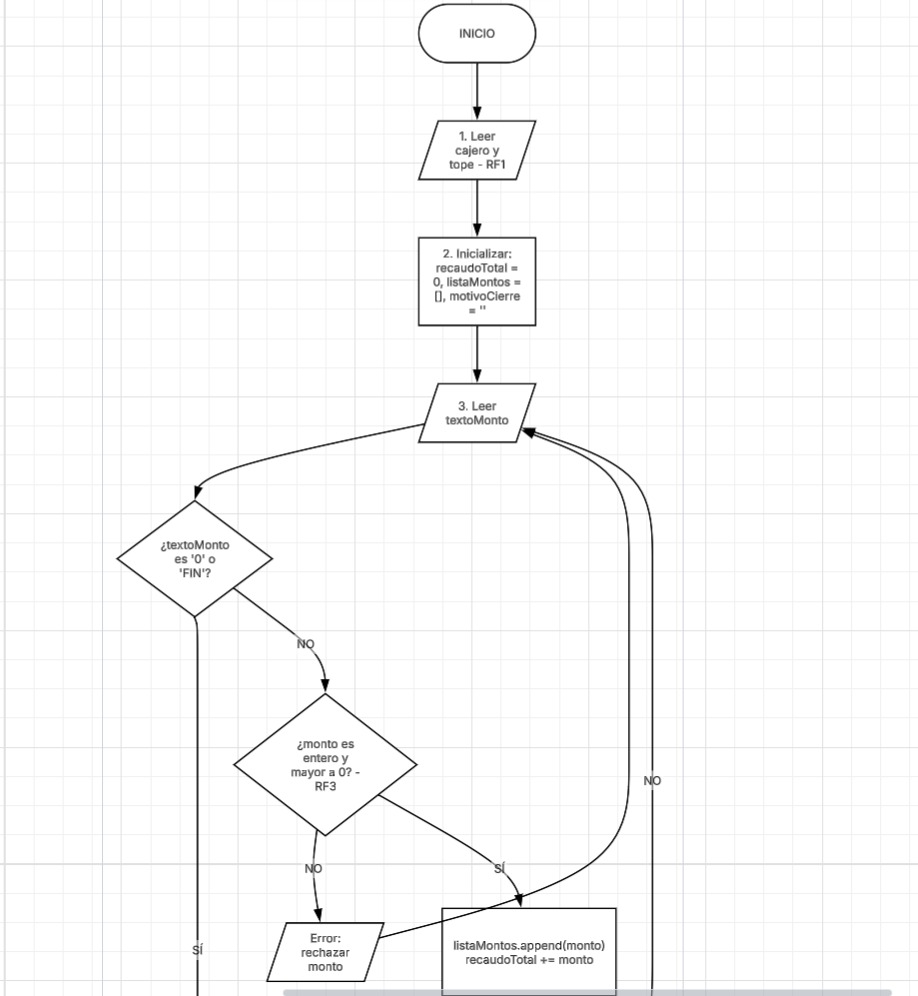 INICIO
1. Leer
cajero y
tope - RF1
2. Inicializar:
recaudoTotal =
0, listaMontos =
[], motivoCierre
= ''
3. Leer
textoMonto
¿textoMonto
es '0' o
'FIN'?
NO
¿monto es
entero y
mayor a 0? -
RF3
NO
NO
SÍ
Error:
rechazar
monto
listaMontos.append(monto)
recaudoTotal += monto
SÍ